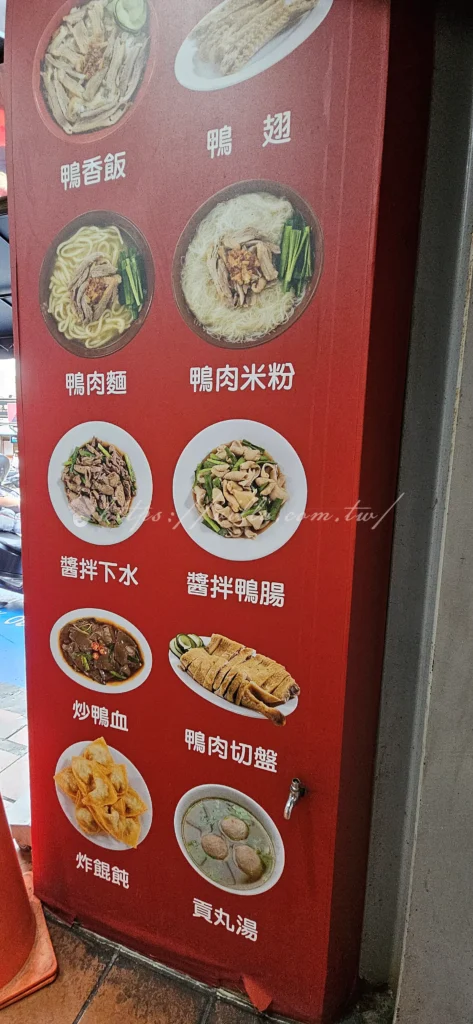 鴨香飯
鴨翅
鴨肉麵
鴨肉米粉
醬拌下水
醬拌鴨腸
炒鴨血
鴨肉切盤
炸餛飩
貢丸湯